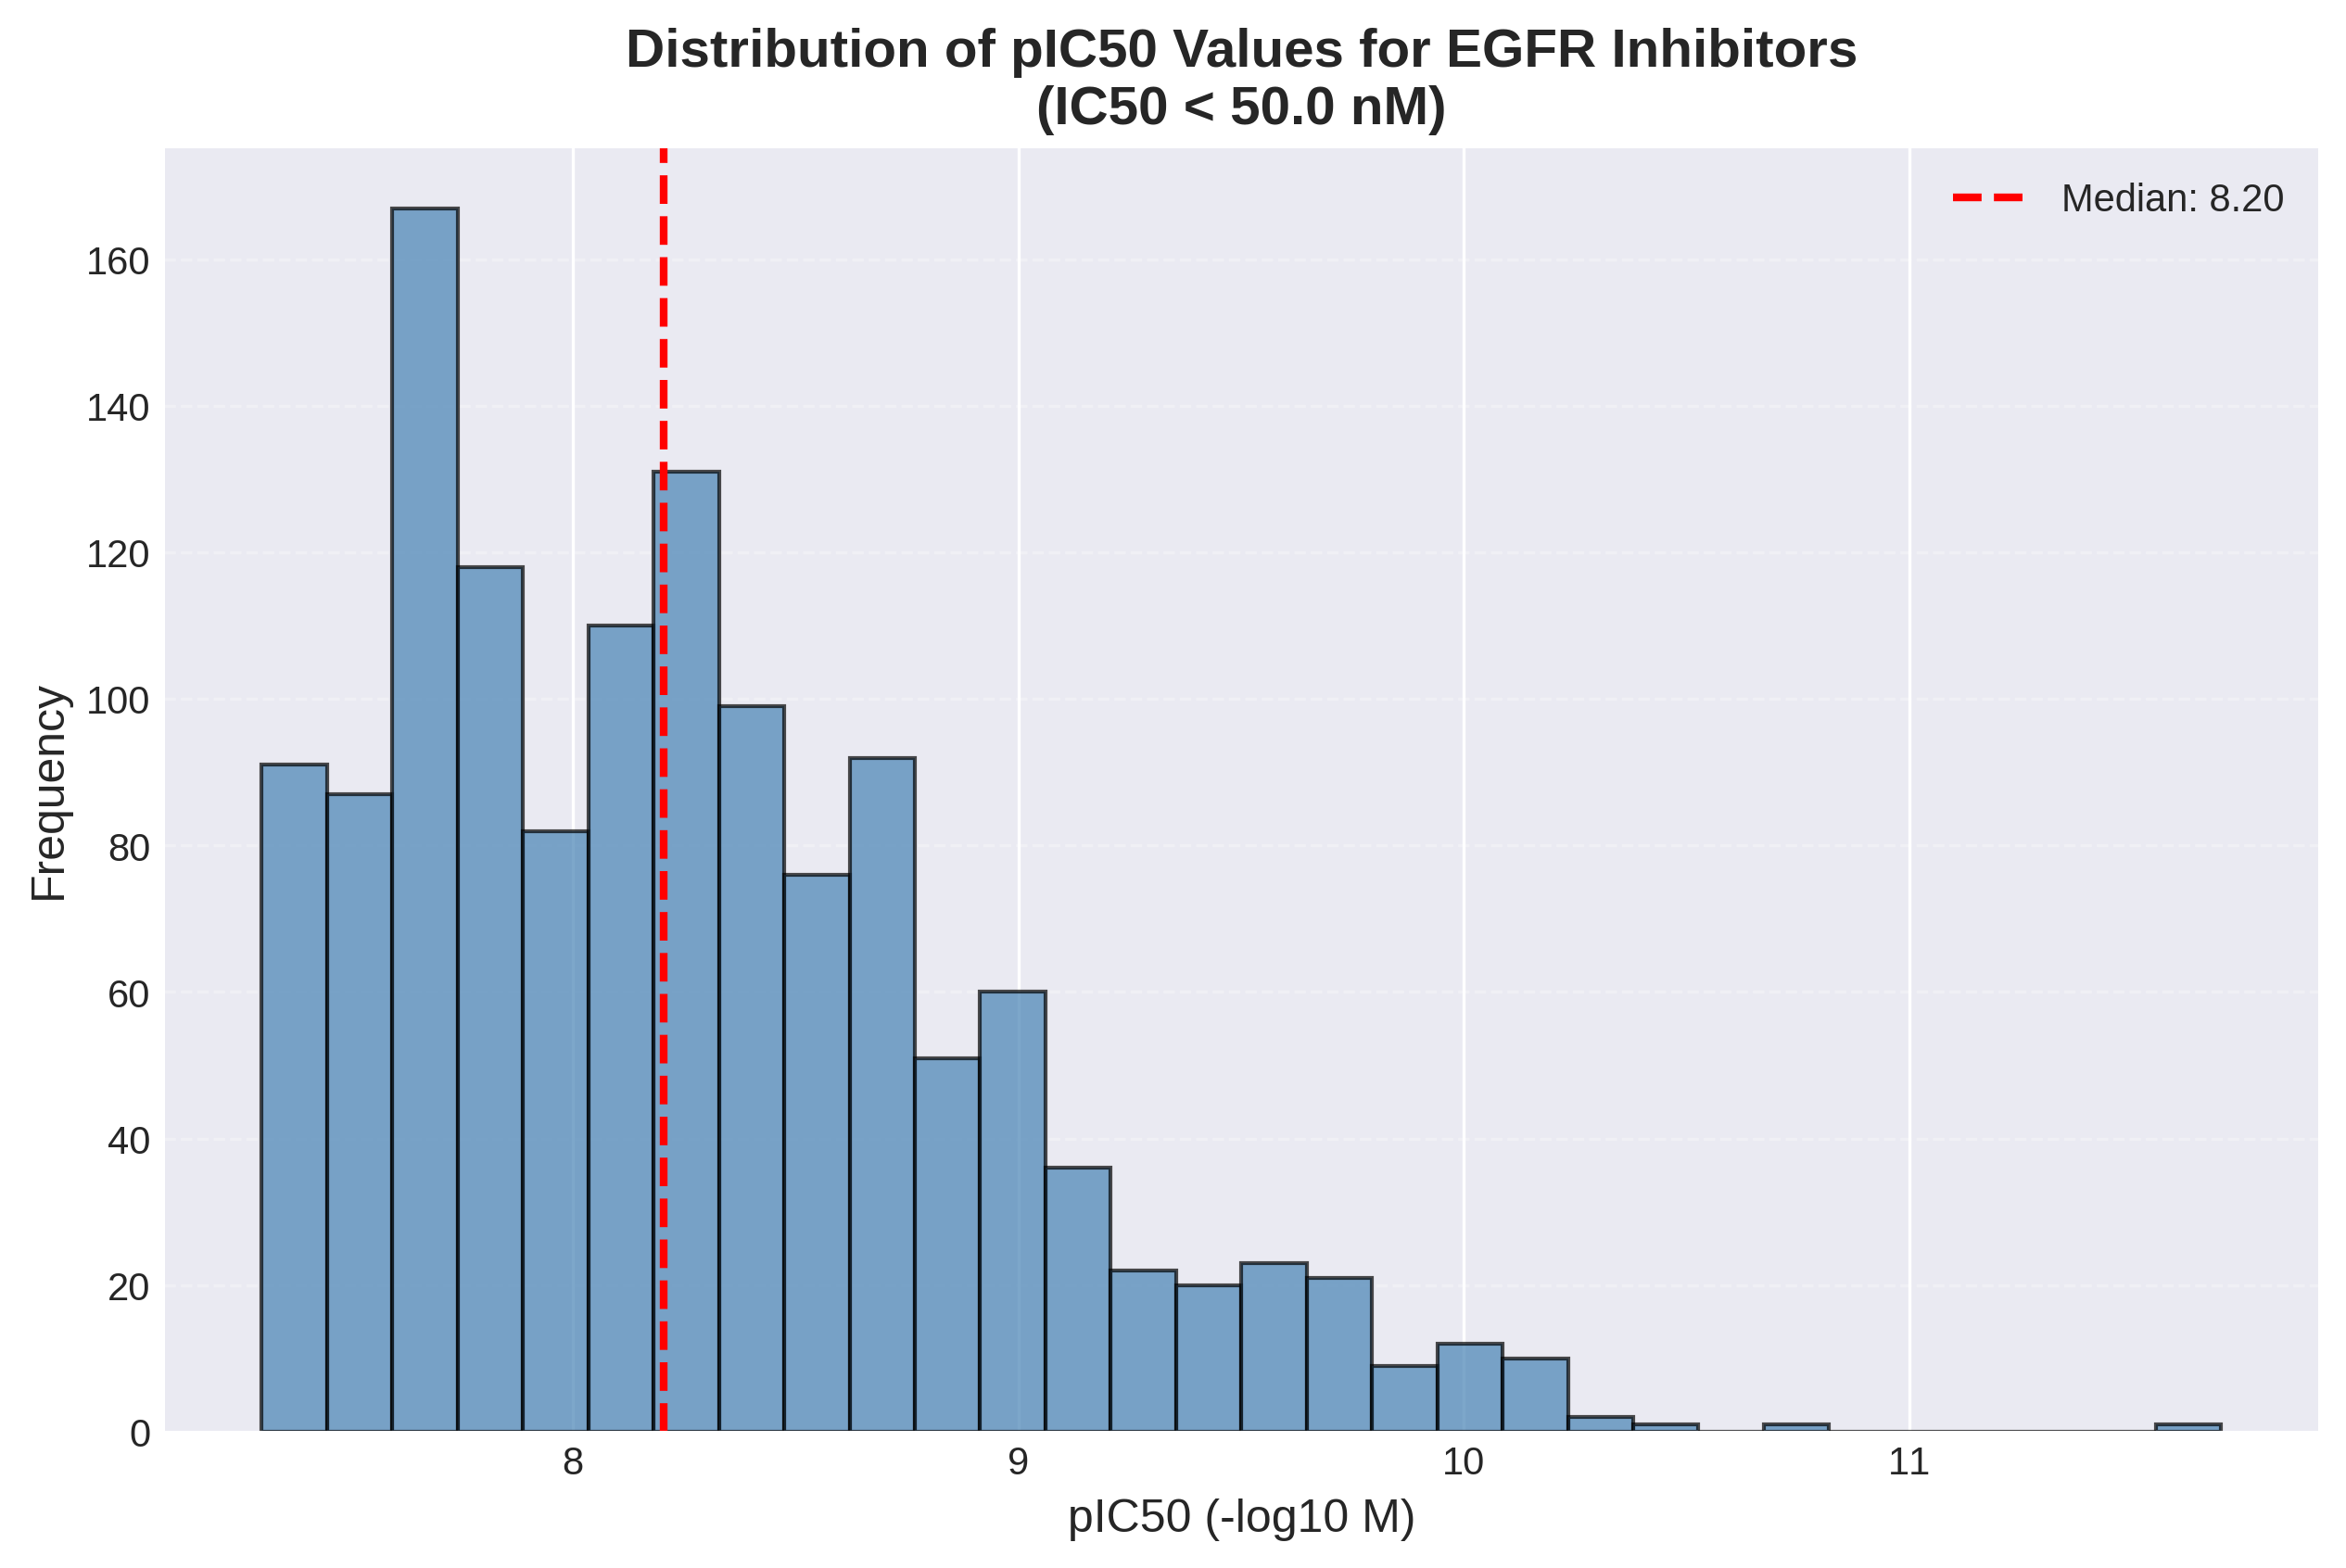 Distribution of pIC50 Values for EGFR Inhibitors
(IC50 < 50.0 nM)
Median: 8.20
Frequency
160
140
120
100
80
60
40
20
0
8
9
10
11
pIC50 (-log10 M)